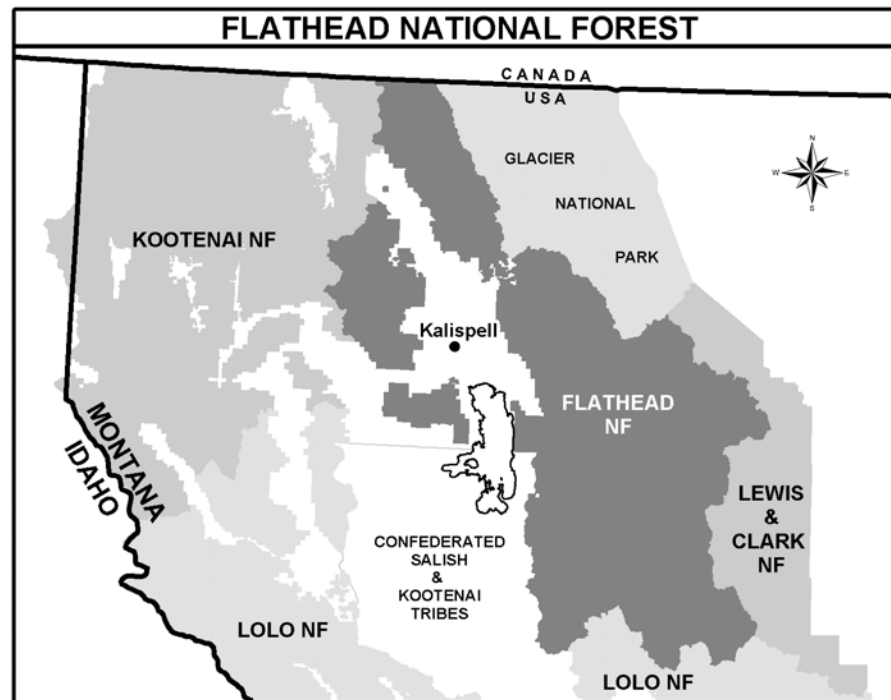 FLATHEAD NATIONAL FOREST
CANADA
USA
GLACIER
NATIONAL
PARK
N
W
E
S
KOOTENAI NF
Kalispell
FLATHEAD
NF
MONTANA
IDAHO
LEWIS
&
CLARK
NF
CONFEDERATED
SALISH
&
KOOTENAI
TRIBES
LOLO NF
LOLO NF